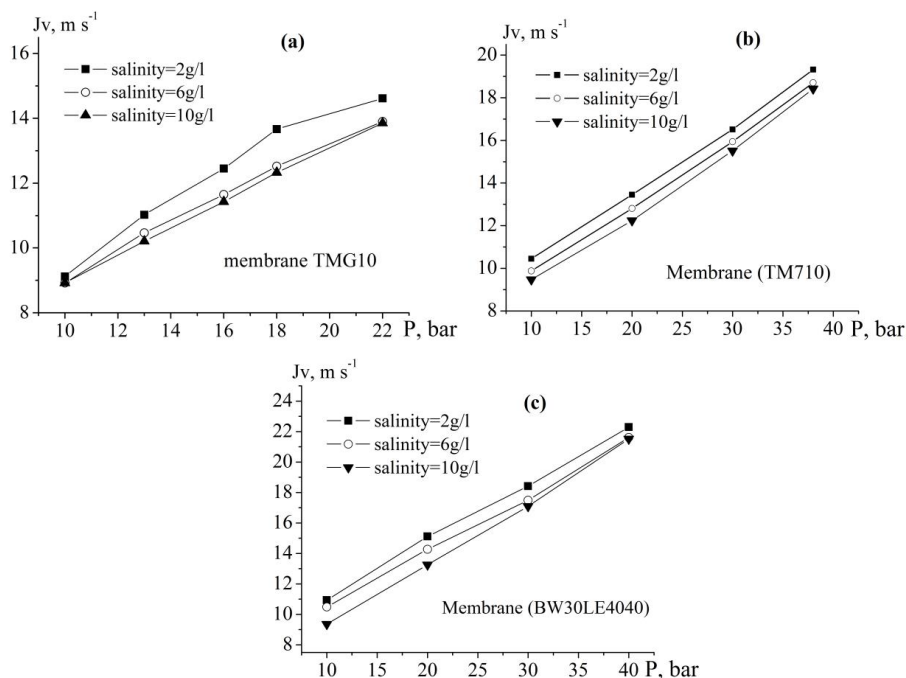 Jv, m s⁻¹
(a)
16
14
12
10
8
salinity=2g/l
salinity=6g/l
salinity=10g/l
membrane TMG10
10 12 14 16 18 20 22 P, bar
Jv, m s⁻¹
(b)
20
18
16
14
12
10
8
salinity=2g/l
salinity=6g/l
salinity=10g/l
Membrane (TM710)
10 15 20 25 30 35 40 P, bar
Jv, m s⁻¹
(c)
24
22
20
18
16
14
12
10
8
salinity=2g/l
salinity=6g/l
salinity=10g/l
Membrane (BW30LE4040)
10 15 20 25 30 35 40 P, bar